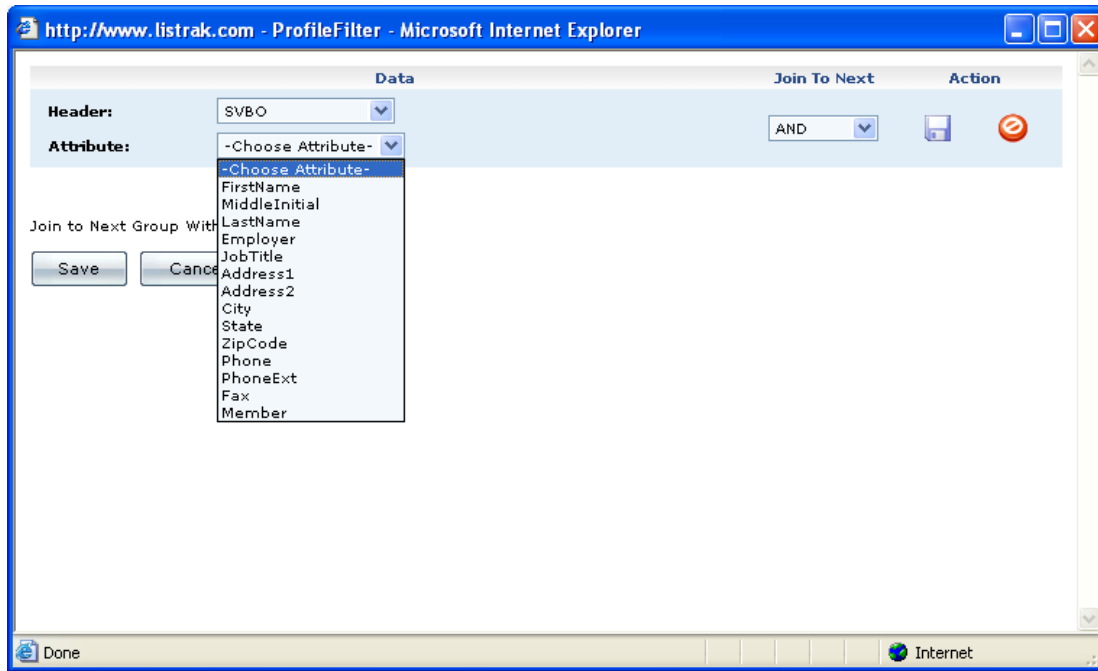 http://www.listrak.com - ProfileFilter - Microsoft Internet Explorer
Data Join To Next Action
Header: SVBO
AND
Attribute: -Choose Attribute-
-Choose Attribute-
FirstName
MiddleInitial
LastName
Employer
JobTitle
Address1
Address2
City
State
ZipCode
Phone
PhoneExt
Fax
Member
Join to Next Group With
Save Cance
Done Internet